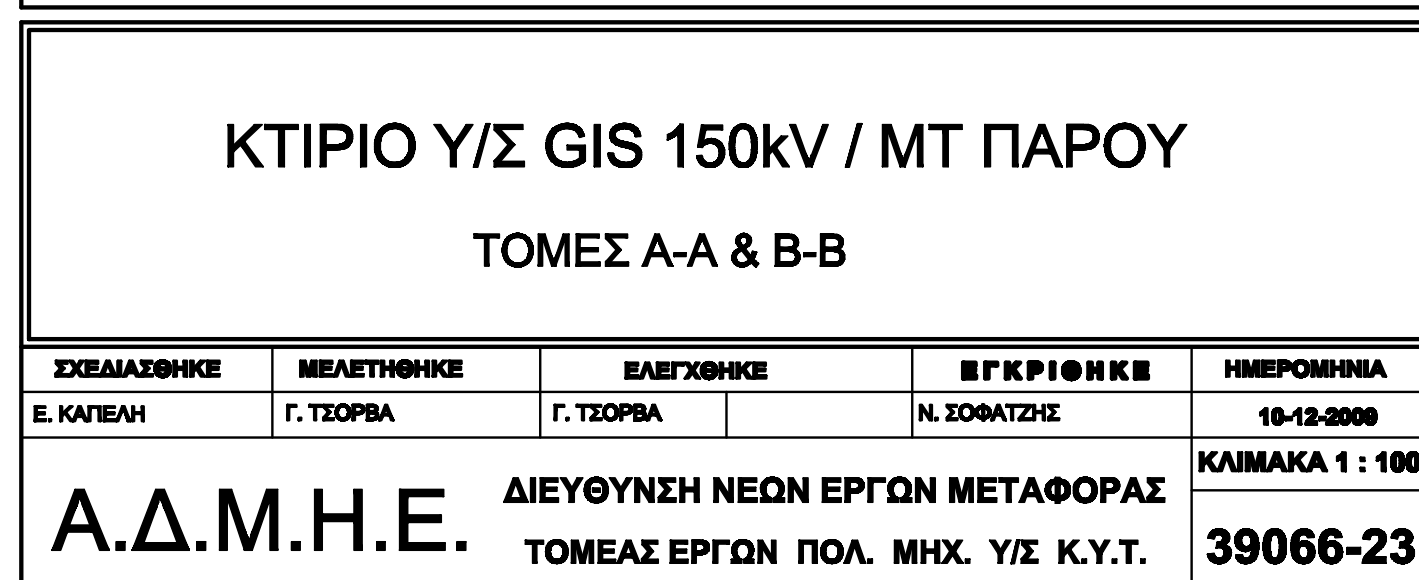 ΚΤΙΡΙΟ Υ/Σ GIS 150kV / ΜΤ ΠΑΡΟΥ
ΤΟΜΕΣ Α-Α & Β-Β
ΣΧΕΔΙΑΣΘΗΚΕ ΜΕΛΕΤΗΘΗΚΕ ΕΛΕΓΧΘΗΚΕ ΕΓΚΡΙΘΗΚΕ ΗΜΕΡΟΜΗΝΙΑ
Ε. ΚΑΠΕΛΗ Γ. ΤΣΟΡΒΑ Γ. ΤΣΟΡΒΑ Ν. ΣΟΦΑΤΖΗΣ 10-12-2009
ΚΛΙΜΑΚΑ 1 : 100
Α.Δ.Μ.Η.Ε. ΔΙΕΥΘΥΝΣΗ ΝΕΩΝ ΕΡΓΩΝ ΜΕΤΑΦΟΡΑΣ
ΤΟΜΕΑΣ ΕΡΓΩΝ ΠΟΛ. ΜΗΧ. Υ/Σ Κ.Υ.Τ. 39066-23